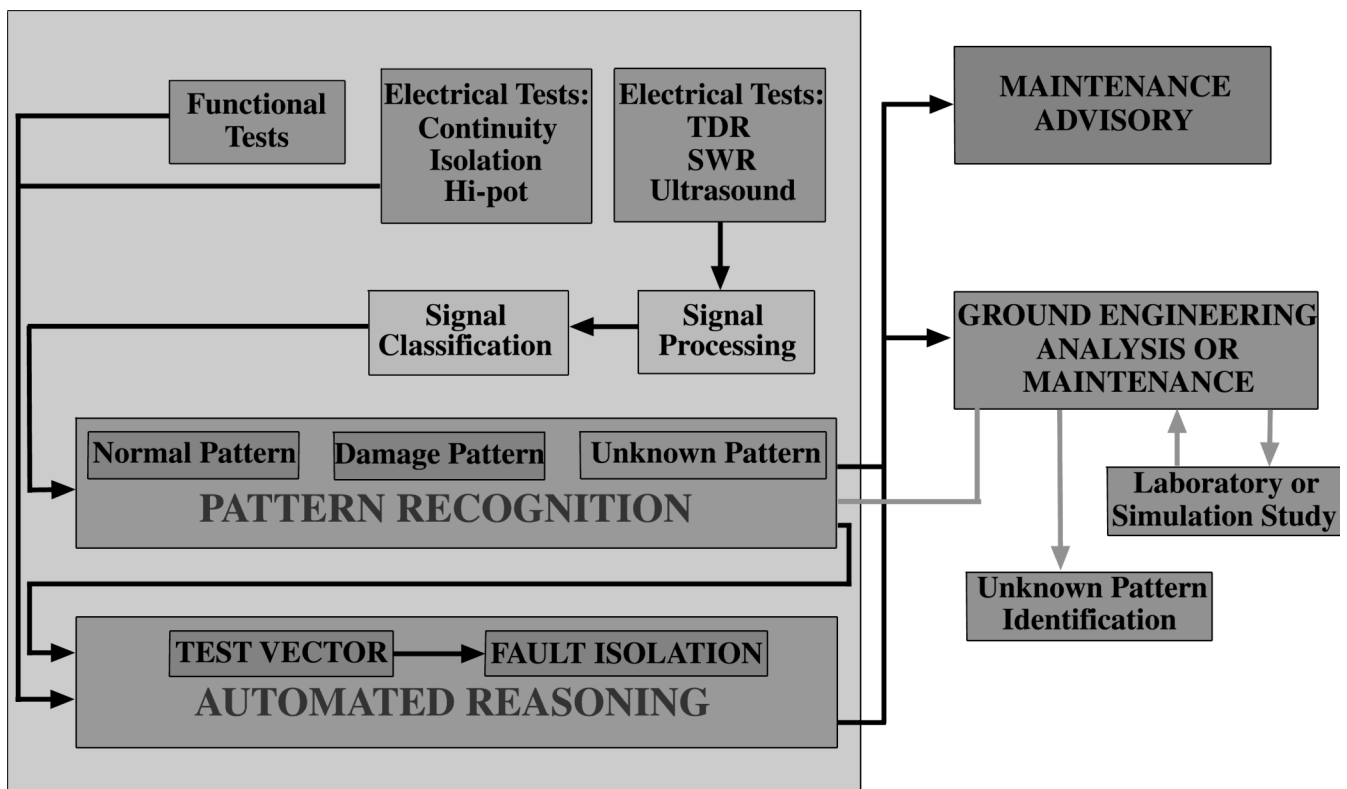 Functional
Tests
Electrical Tests:
Continuity
Isolation
Hi-pot
Electrical Tests:
TDR
SWR
Ultrasound
MAINTENANCE
ADVISORY
Signal
Classification
Signal
Processing
GROUND ENGINEERING
ANALYSIS OR
MAINTENANCE
Normal Pattern
Damage Pattern
Unknown Pattern
PATTERN RECOGNITION
Laboratory or
Simulation Study
Unknown Pattern
Identification
TEST VECTOR
FAULT ISOLATION
AUTOMATED REASONING